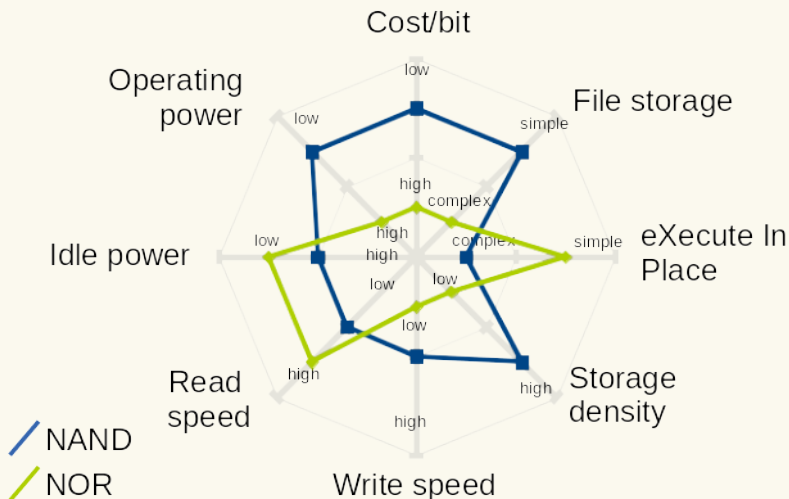 Cost/bit
low
Operating
power
File storage
low
simple
high
complex
high
Idle power
low
high
complex
simple
eXecute In
Place
low
low
low
Read
speed
high
high
Storage
density
high
NAND
NOR
Write speed